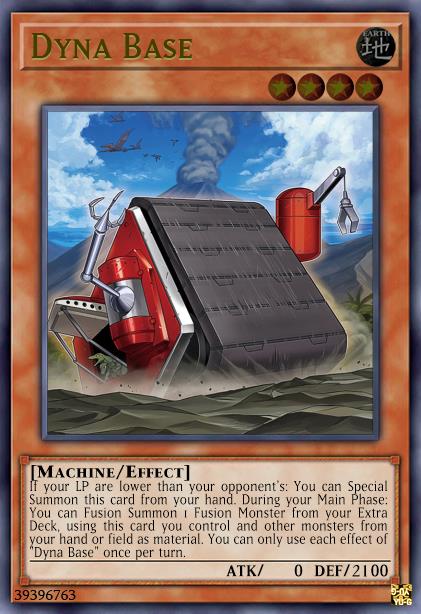 Dyna Base
EARTH
地
[Machine/Effect]
If your LP are lower than your opponent's: You can Special
Summon this card from your hand. During your Main Phase:
You can Fusion Summon 1 Fusion Monster from your Extra
Deck, using this card you control and other monsters from
your hand or field as material. You can only use each effect of
"Dyna Base" once per turn.
ATK/ 0 DEF/2100
39396763